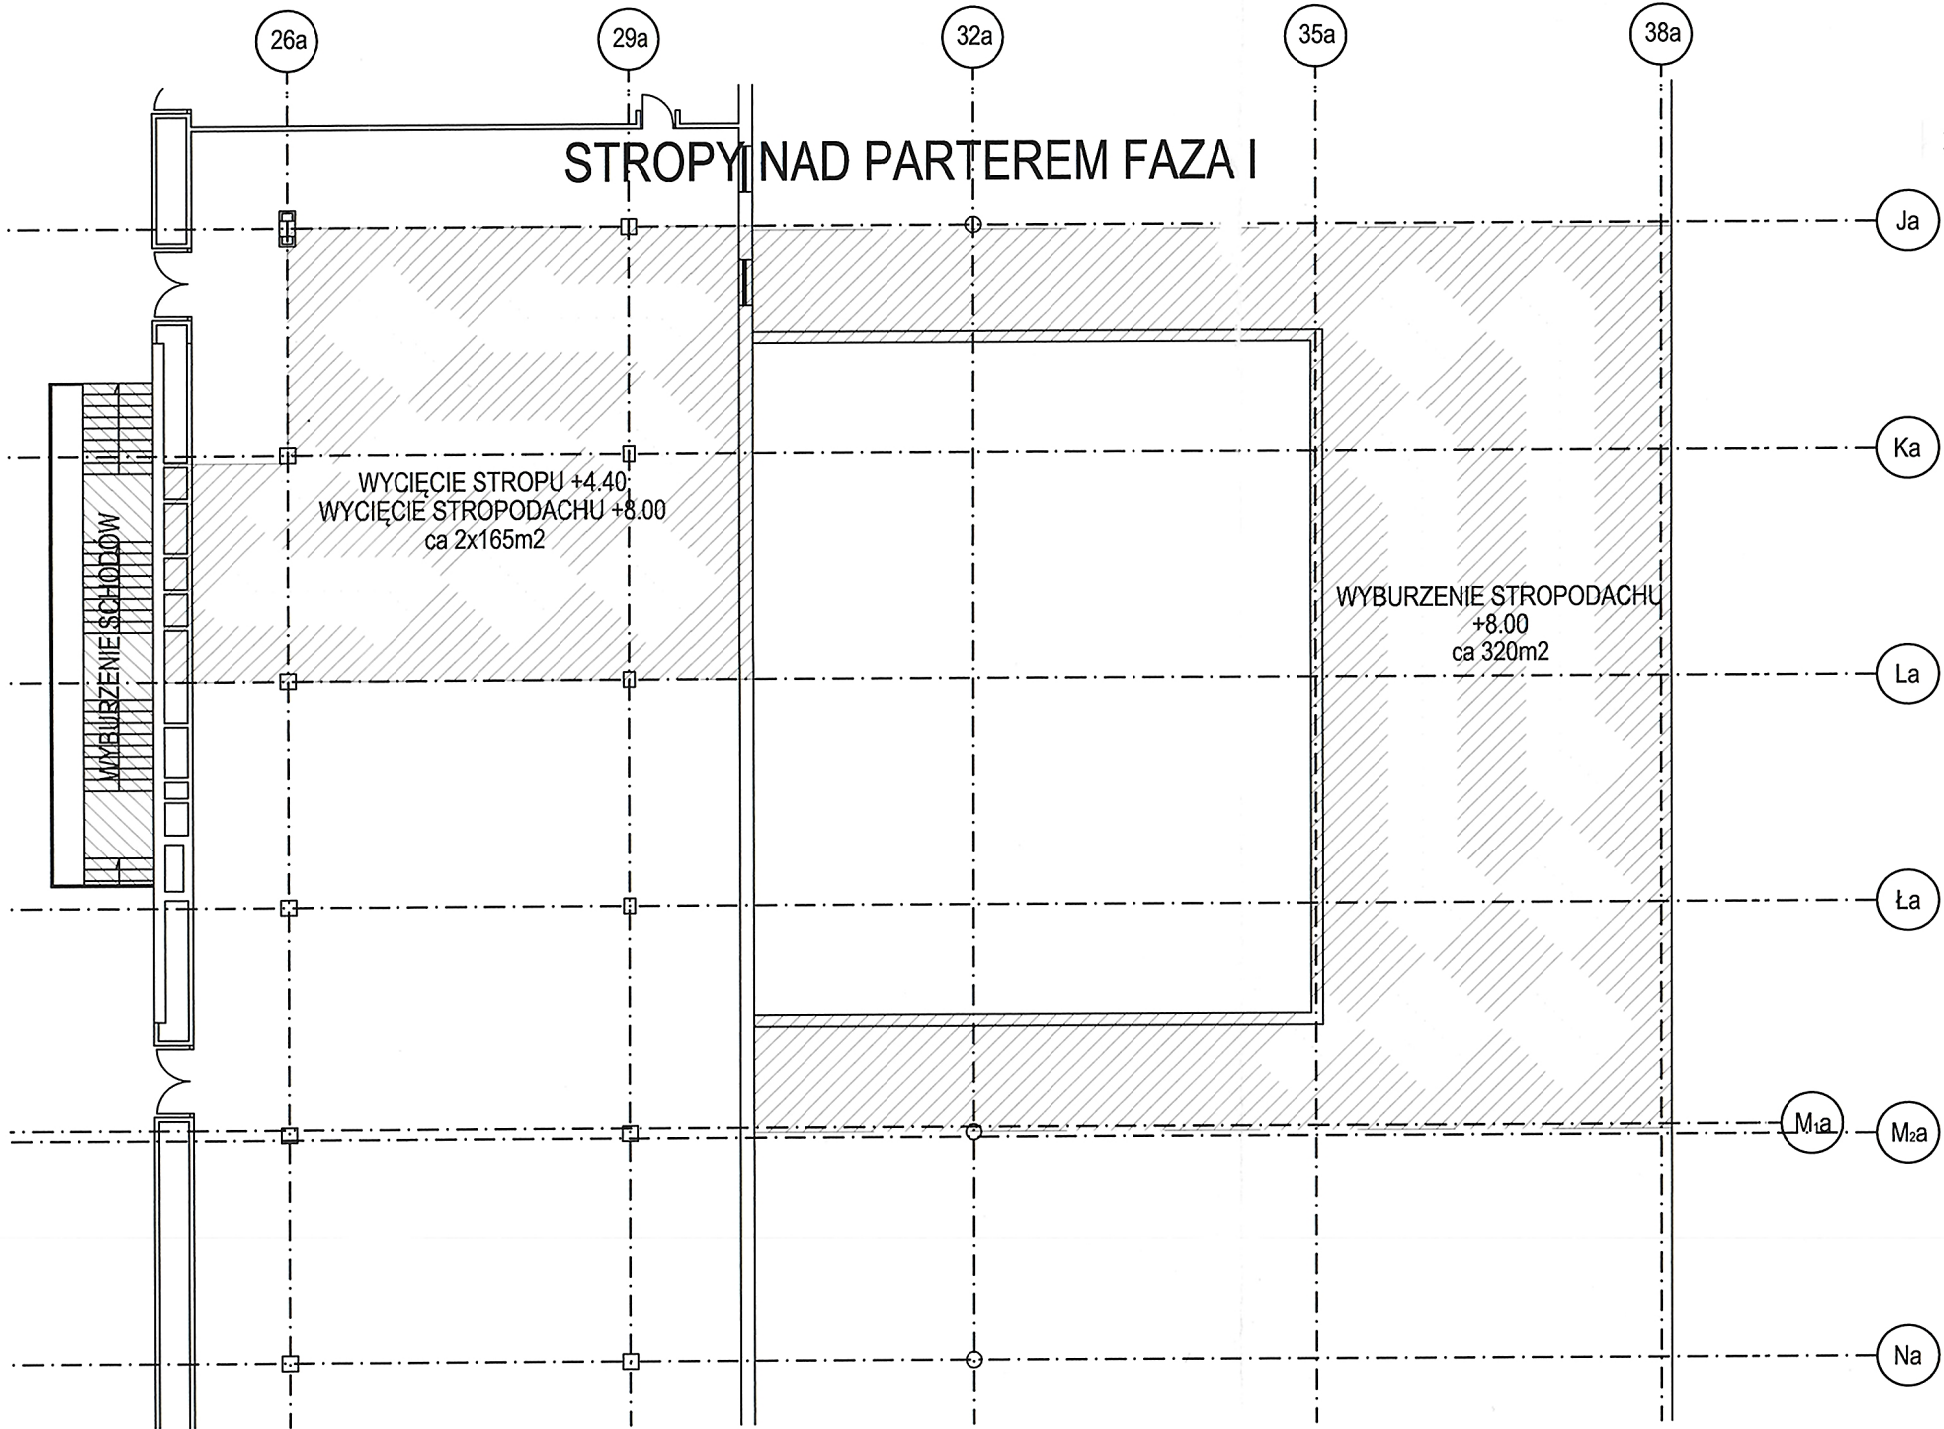 26a
29a
32a
35a
38a
STROPY NAD PARTEREM FAZA I
Ja
Ka
WYCIĘCIE STROPU +4.40
WYCIĘCIE STROPODACHU +8.00
ca 2x165m2
WYBURZENIE SCHODÓW
WYBURZENIE STROPODACHU
+8.00
ca 320m2
La
Ła
M1a
M2a
Na